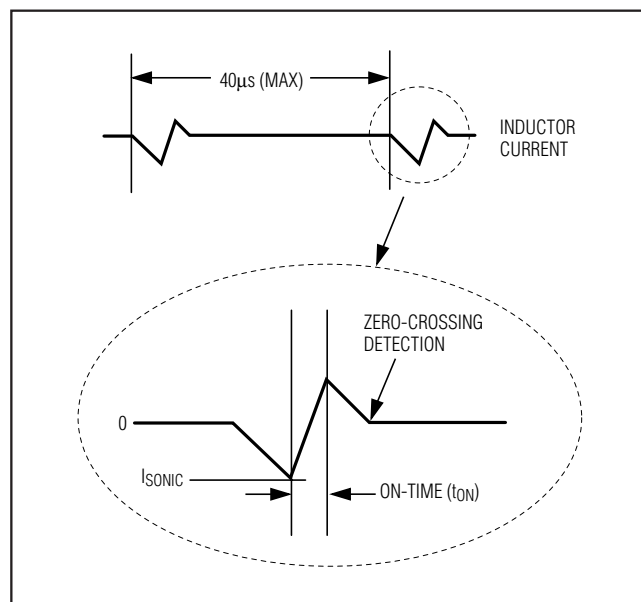 40μs (MAX)
INDUCTOR
CURRENT
ZERO-CROSSING
DETECTION
0
ISONIC
ON-TIME (tON)